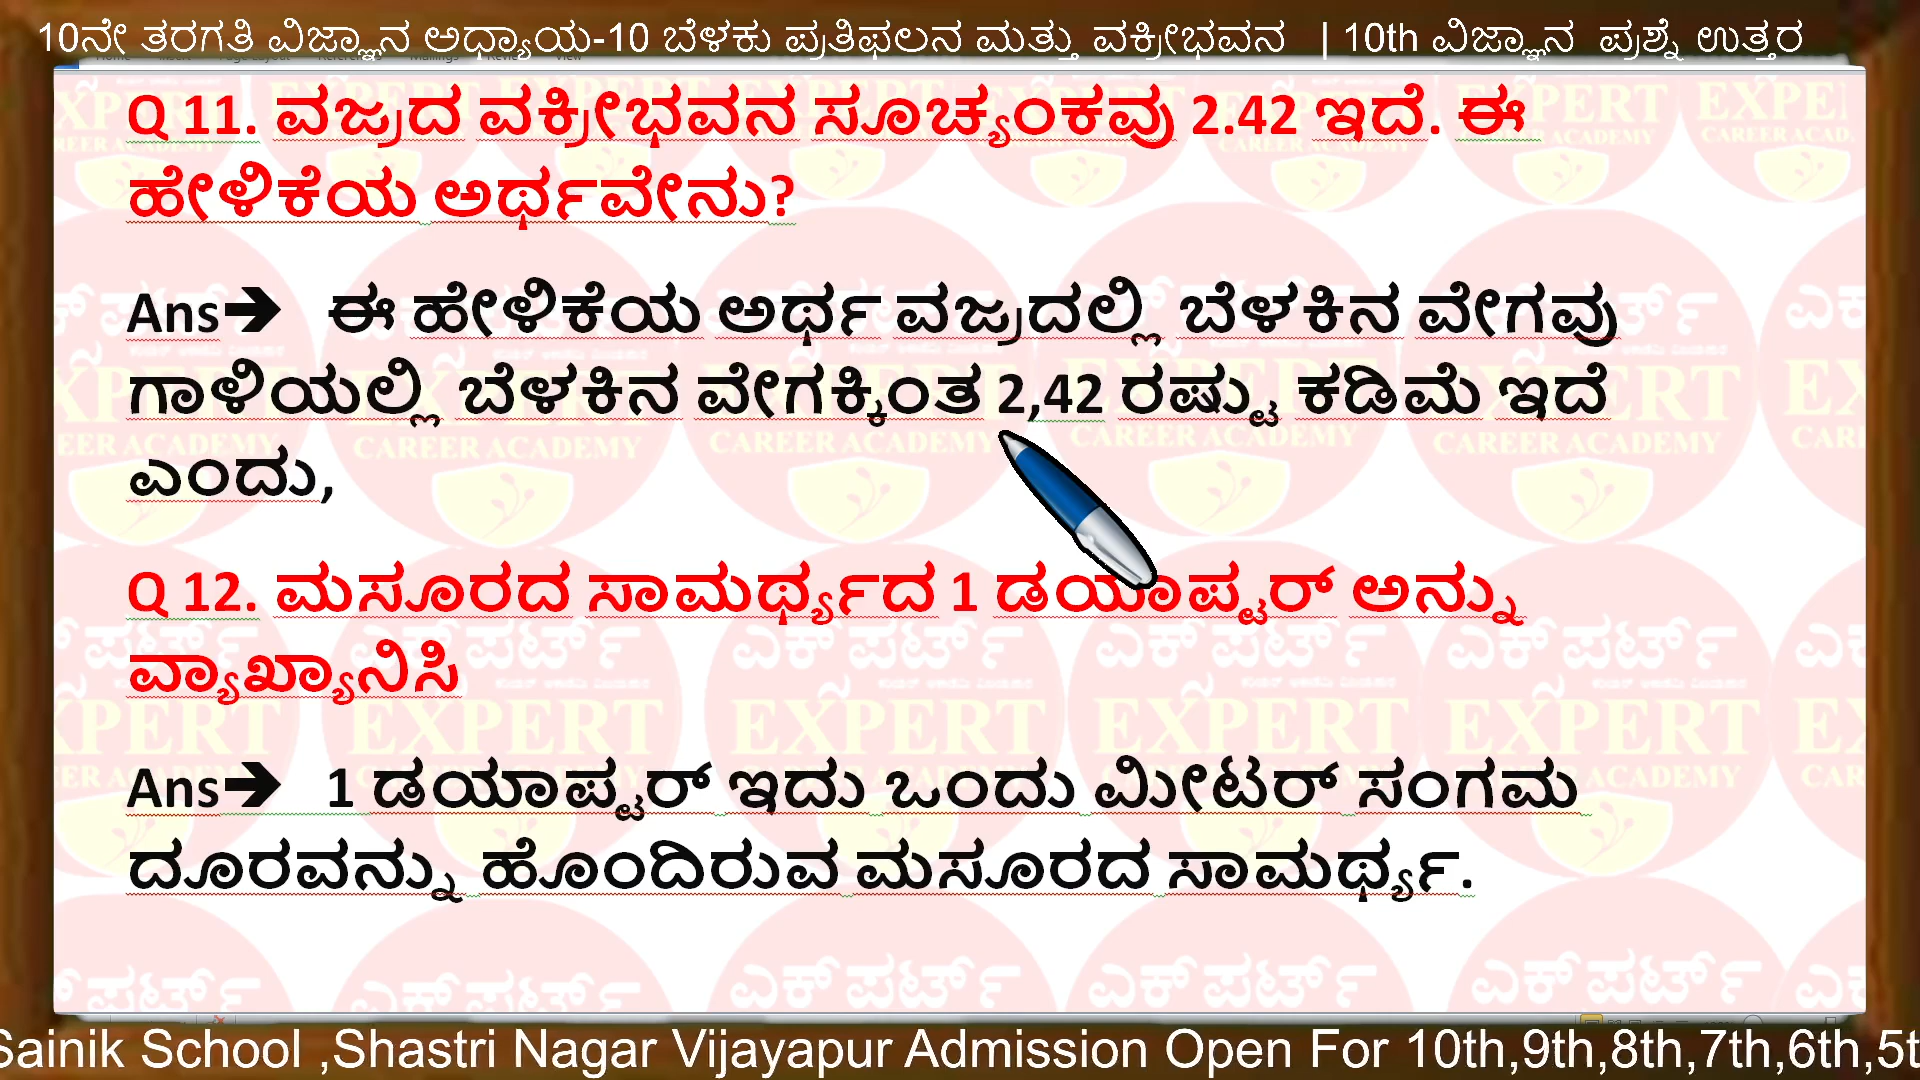 10ನೇ ತರಗತಿ ವಿಜ್ಞಾನ ಅಧ್ಯಾಯ-10 ಬೆಳಕು ಪ್ರತಿಫಲನ ಮತ್ತು ವಕ್ರೀಭವನ | 10th ವಿಜ್ಞಾನ ಪ್ರಶ್ನೆ ಉತ್ತರ
Q 11. ವಜ್ರದ ವಕ್ರೀಭವನ ಸೂಚ್ಯಂಕವು 2.42 ಇದೆ. ಈ
ಹೇಳಿಕೆಯ ಅರ್ಥವೇನು?
Ans➔ ಈ ಹೇಳಿಕೆಯ ಅರ್ಥ ವಜ್ರದಲ್ಲಿ ಬೆಳಕಿನ ವೇಗವು
ಗಾಳಿಯಲ್ಲಿ ಬೆಳಕಿನ ವೇಗಕ್ಕಿಂತ 2,42 ರಷ್ಟು ಕಡಿಮೆ ಇದೆ
ಎಂದು,
Q 12. ಮಸೂರದ ಸಾಮರ್ಥ್ಯದ 1 ಡಯಾಪ್ಟರ್ ಅನ್ನು
ವ್ಯಾಖ್ಯಾನಿಸಿ
Ans➔ 1 ಡಯಾಪ್ಟರ್ ಇದು ಒಂದು ಮೀಟರ್ ಸಂಗಮ
ದೂರವನ್ನು ಹೊಂದಿರುವ ಮಸೂರದ ಸಾಮರ್ಥ್ಯ.
Sainik School ,Shastri Nagar Vijayapur Admission Open For 10th,9th,8th,7th,6th,5t